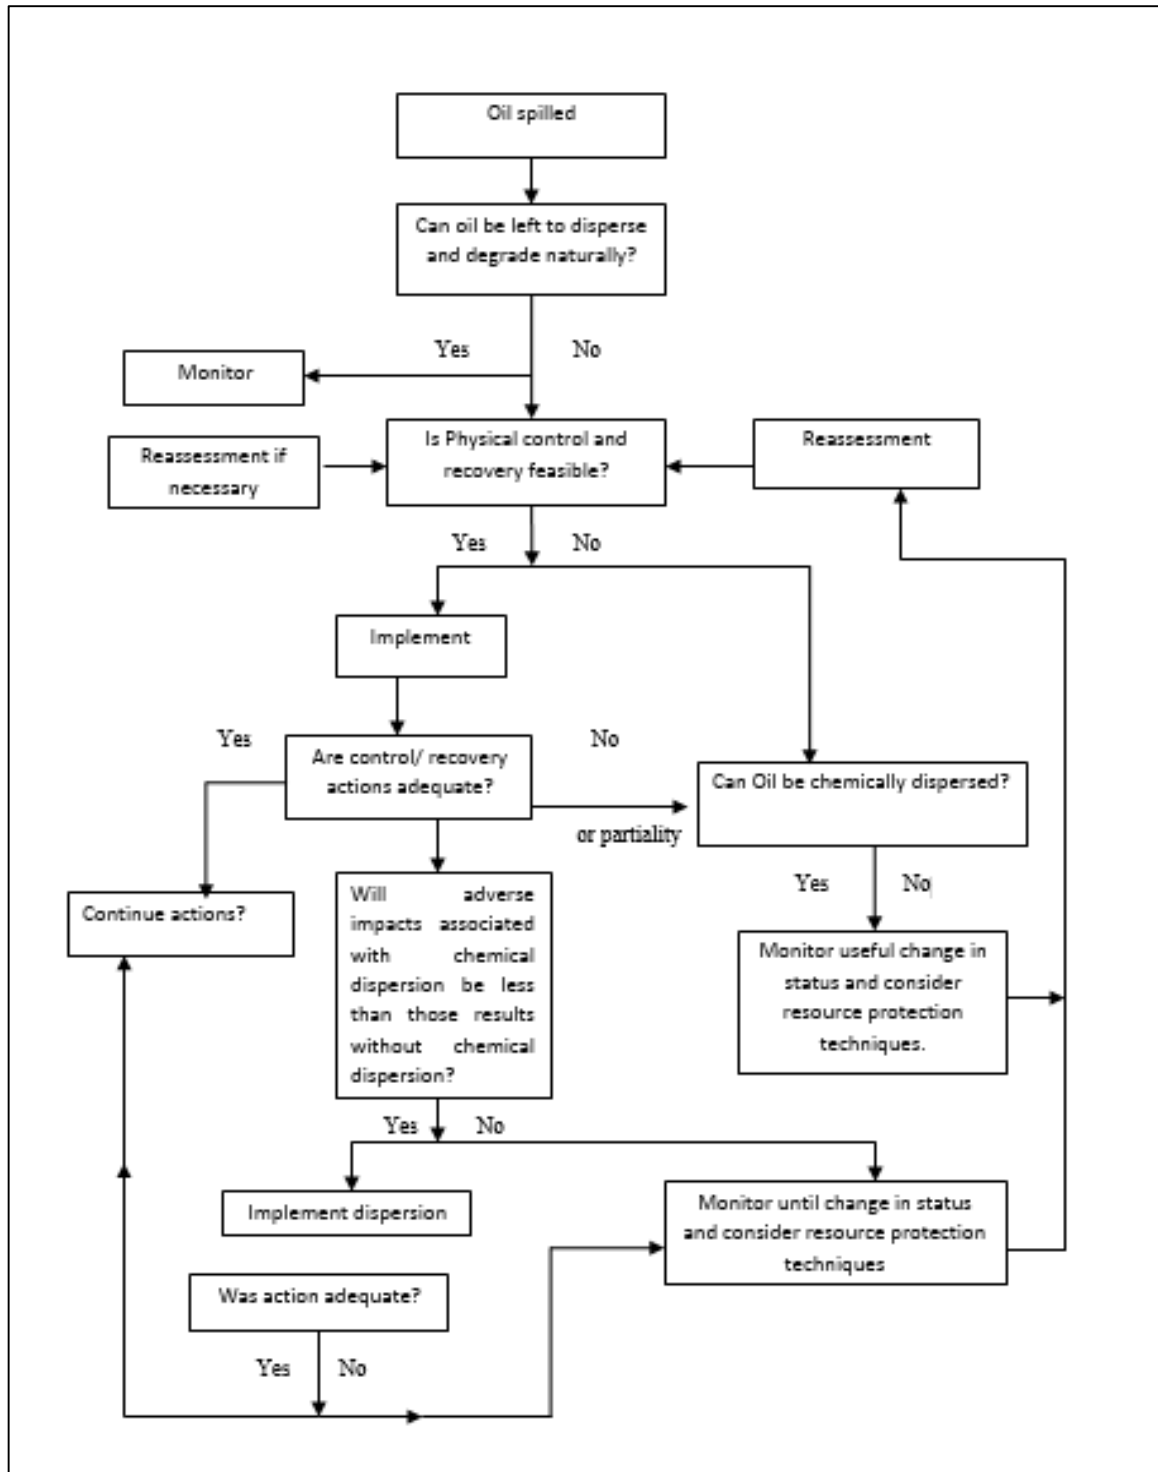 Oil spilled
Can oil be left to disperse
and degrade naturally?
Yes
No
Monitor
Is Physical control and
recovery feasible?
Reassessment
Reassessment if
necessary
Yes
No
Implement
Yes
No
Are control/ recovery
actions adequate?
Can Oil be chemically dispersed?
or partiality
Will adverse
impacts associated
with chemical
dispersion be less
than those results
without chemical
dispersion?
Yes
No
Continue actions?
Monitor useful change in
status and consider
resource protection
techniques.
Yes
No
Implement dispersion
Monitor until change in status
and consider resource protection
techniques
Was action adequate?
Yes
No